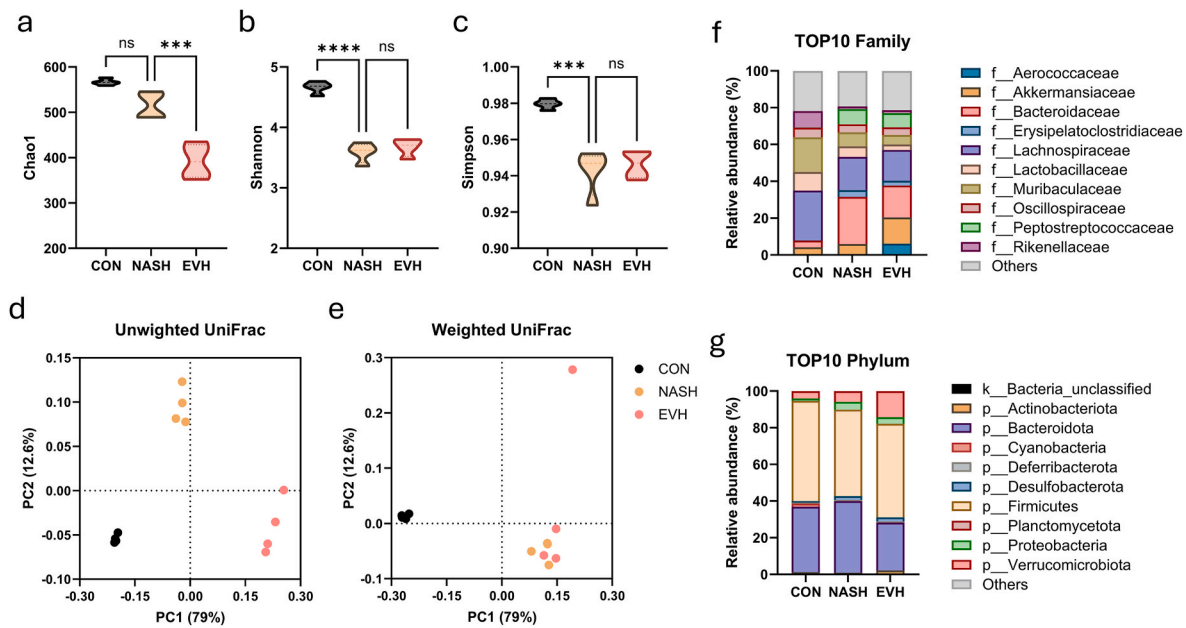 a
ns
***
600
500
400
300
200
Chao1
CON
NASH
EVH
b
****
ns
5
4
3
2
Shannon
CON
NASH
EVH
c
***
ns
1.00
0.98
0.96
0.94
0.92
0.90
Simpson
CON
NASH
EVH
d
Unwighted UniFrac
0.15
0.10
0.05
0.00
-0.05
-0.10
PC2 (12.6%)
-0.30
-0.15
0.00
0.15
0.30
PC1 (79%)
e
Weighted UniFrac
0.3
0.2
0.1
0.0
-0.1
PC2 (12.6%)
-0.30
-0.15
0.00
0.15
0.30
PC1 (79%)
CON
NASH
EVH
f
TOP10 Family
100
80
60
40
20
0
Relative abundance (%)
CON
NASH
EVH
f__Aerococcaceae
f__Akkermansiaceae
f__Bacteroidaceae
f__Erysipelatoclostridiaceae
f__Lachnospiraceae
f__Lactobacillaceae
f__Muribaculaceae
f__Oscillospiraceae
f__Peptostreptococcaceae
f__Rikenellaceae
Others
g
TOP10 Phylum
100
80
60
40
20
0
Relative abundance (%)
CON
NASH
EVH
k__Bacteria_unclassified
p__Actinobacteriota
p__Bacteroidota
p__Cyanobacteria
p__Deferribacterota
p__Desulfobacterota
p__Firmicutes
p__Planctomycetota
p__Proteobacteria
p__Verrucomicrobiota
Others